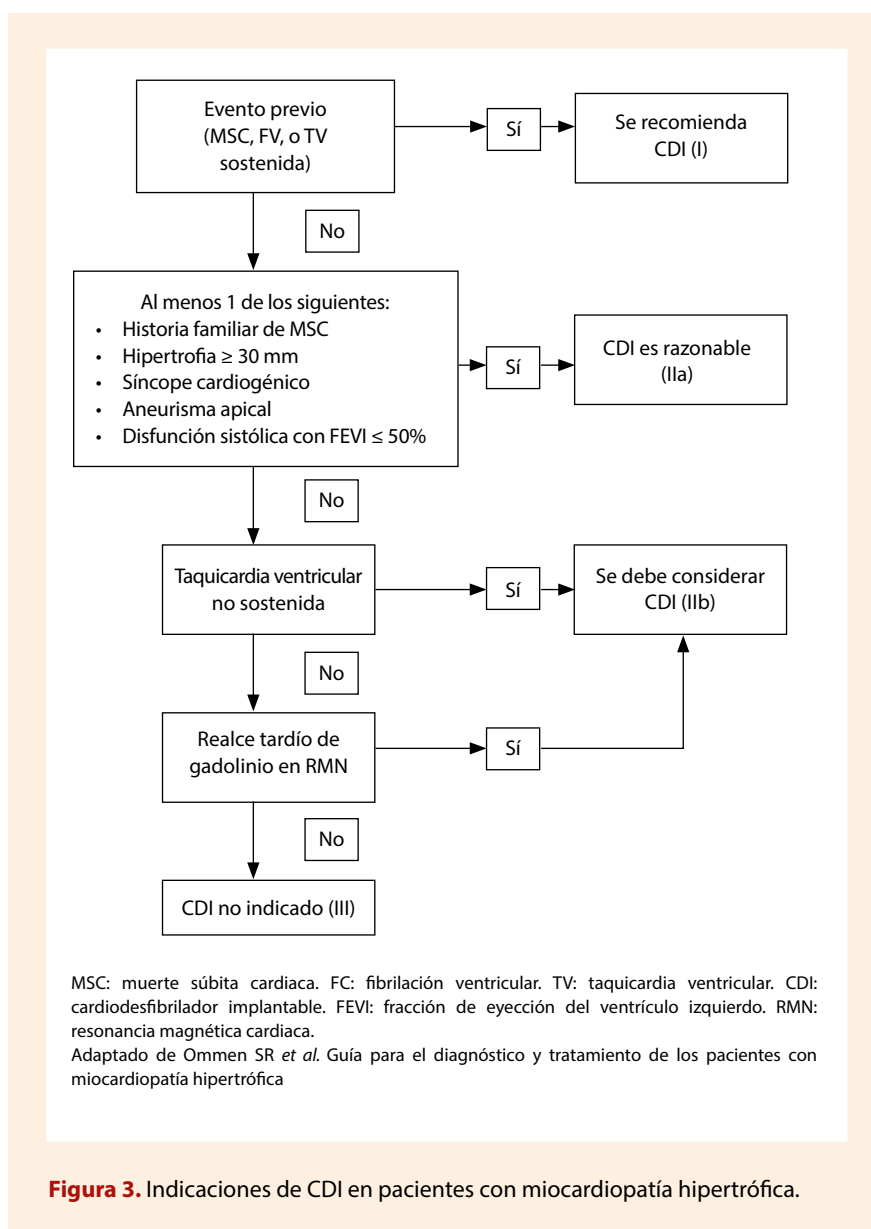 Evento previo
(MSC, FV, o TV
sostenida)
Sí
Se recomienda
CDI (I)
No
Al menos 1 de los siguientes:
• Historia familiar de MSC
• Hipertrofia ≥ 30 mm
• Síncope cardiogénico
• Aneurisma apical
• Disfunción sistólica con FEVI ≤ 50%
Sí
CDI es razonable
(IIa)
No
Taquicardia ventricular
no sostenida
Sí
Se debe considerar
CDI (IIb)
No
Realce tardío de
gadolinio en RMN
Sí
No
CDI no indicado (III)
MSC: muerte súbita cardiaca. FC: fibrilación ventricular. TV: taquicardia ventricular. CDI:
cardiodesfibrilador implantable. FEVI: fracción de eyección del ventrículo izquierdo. RMN:
resonancia magnética cardiaca.
Adaptado de Ommen SR et al. Guía para el diagnóstico y tratamiento de los pacientes con
miocardiopatía hipertrófica
Figura 3. Indicaciones de CDI en pacientes con miocardiopatía hipertrófica.